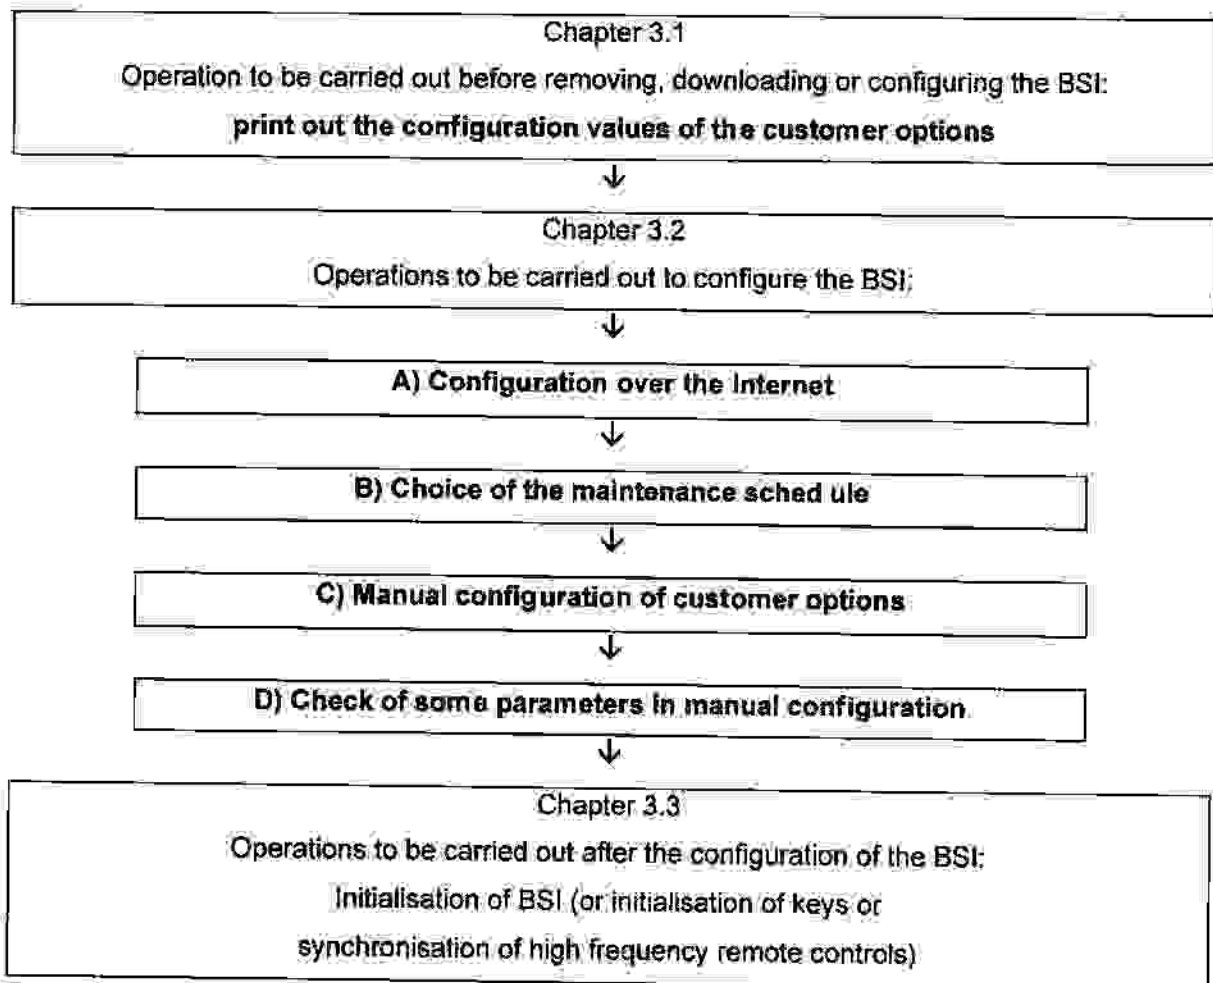 Chapter 3.1
Operation to be carried out before removing, downloading or configuring the BSI:
print out the configuration values of the customer options
Chapter 3.2
Operations to be carried out to configure the BSI:
A) Configuration over the Internet
B) Choice of the maintenance sched ule
C) Manual configuration of customer options
D) Check of some parameters in manual configuration
Chapter 3.3
Operations to be carried out after the configuration of the BSI:
Initialisation of BSI (or initialisation of keys or
synchronisation of high frequency remote controls)